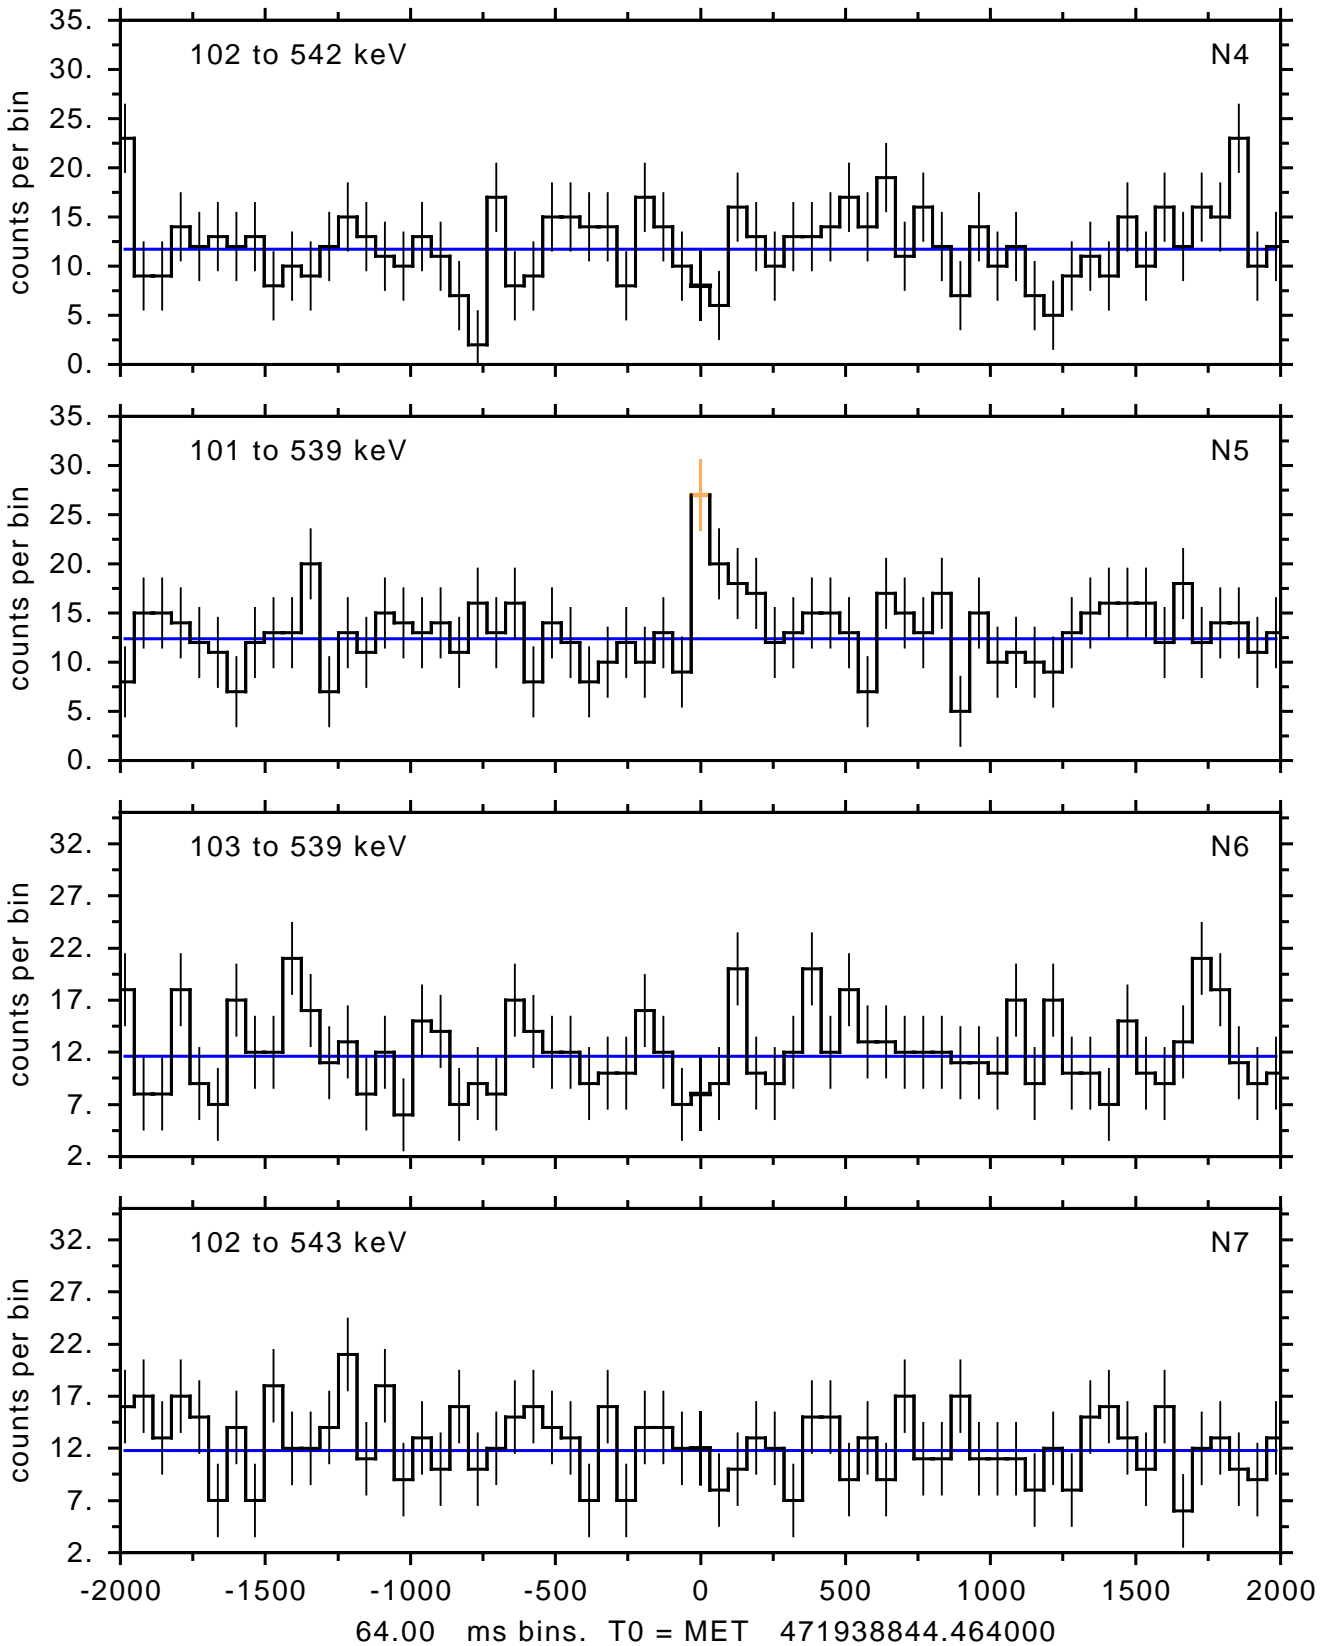 35.
30.
25.
20.
15.
10.
5.
0.
counts per bin
102 to 542 keV
N4
35.
30.
25.
20.
15.
10.
5.
0.
counts per bin
101 to 539 keV
N5
32.
27.
22.
17.
12.
7.
2.
counts per bin
103 to 539 keV
N6
32.
27.
22.
17.
12.
7.
2.
counts per bin
102 to 543 keV
N7
-2000 -1500 -1000 -500 0 500 1000 1500 2000
64.00 ms bins. T0 = MET 471938844.464000